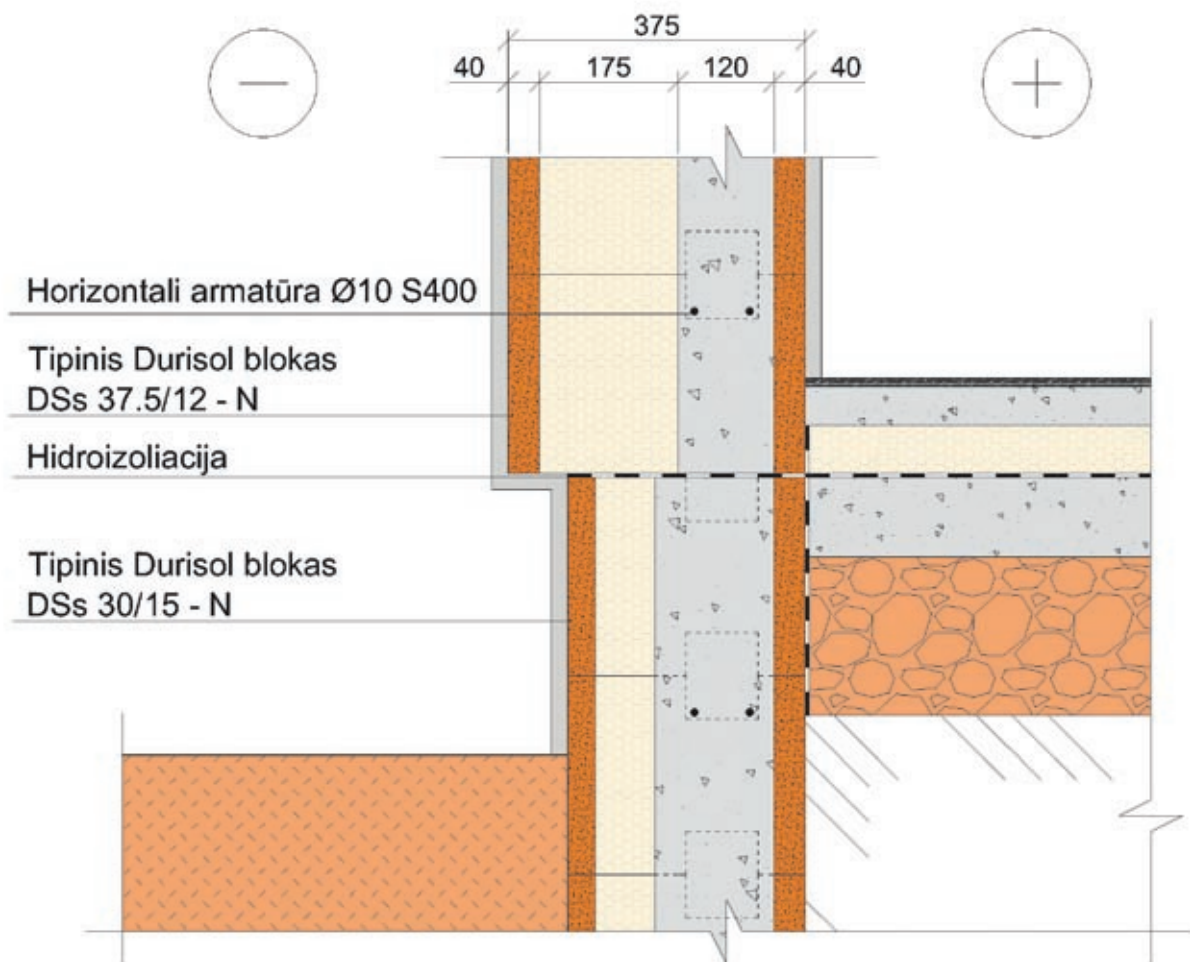 375
40 175 120 40
Horizontali armatūra Ø10 S400
Tipinis Durisol blokas
DSs 37.5/12 - N
Hidroizoliacija
Tipinis Durisol blokas
DSs 30/15 - N